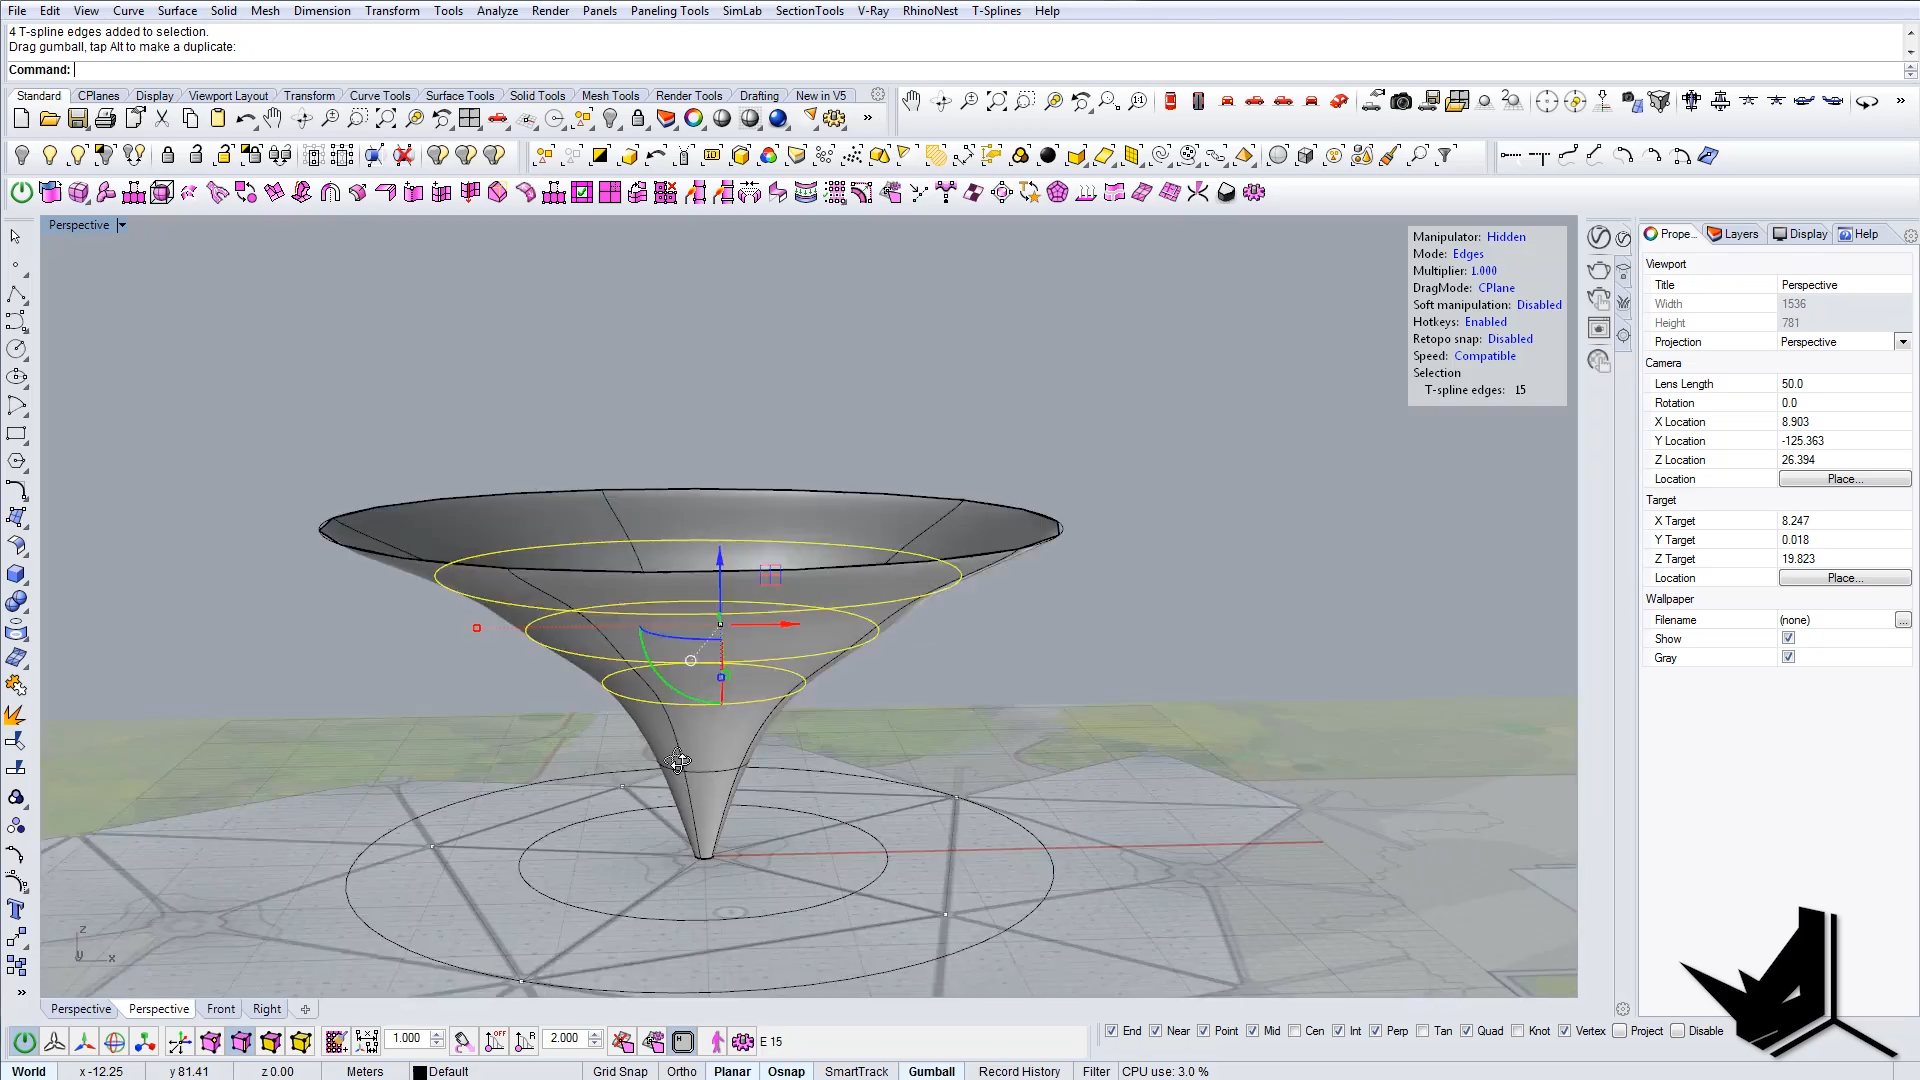 File Edit View Curve Surface Solid Mesh Dimension Transform Tools Analyze Render Panels Paneling Tools SimLab SectionTools V-Ray RhinoNest T-Splines Help
4 T-spline edges added to selection.
Drag gumball, tap Alt to make a duplicate:
Command:
Standard CPlanes Display Viewport Layout Transform Curve Tools Surface Tools Solid Tools Mesh Tools Render Tools Drafting New in V5
Perspective
Manipulator: Hidden
Mode: Edges
Multiplier: 1.000
DragMode: CPlane
Soft manipulation: Disabled
Hotkeys: Enabled
Retopo snap: Disabled
Speed: Compatible
Selection
T-spline edges: 15
Prope... Layers Display Help
Viewport
Title Perspective
Width 1536
Height 781
Projection Perspective
Camera
Lens Length 50.0
Rotation 0.0
X Location 8.903
Y Location -125.363
Z Location 26.394
Location Place...
Target
X Target 8.247
Y Target 0.018
Z Target 19.823
Location Place...
Wallpaper
Filename (none) ...
Show
Gray
z
y x
Perspective Perspective Front Right
1.000 2.000 E 15
End Near Point Mid Cen Int Perp Tan Quad Knot Vertex Project Disable
World x -12.25 y 81.41 z 0.00 Meters Default Grid Snap Ortho Planar Osnap SmartTrack Gumball Record History Filter CPU use: 3.0 %